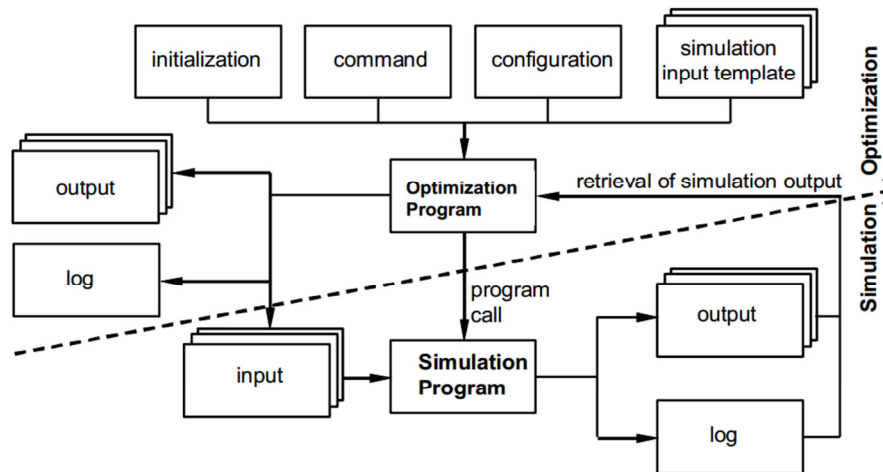 initialization
command
configuration
simulation
input template
output
Optimization
Program
retrieval of simulation output
Optimization
log
program
call
Simulation
output
input
Simulation
Program
log